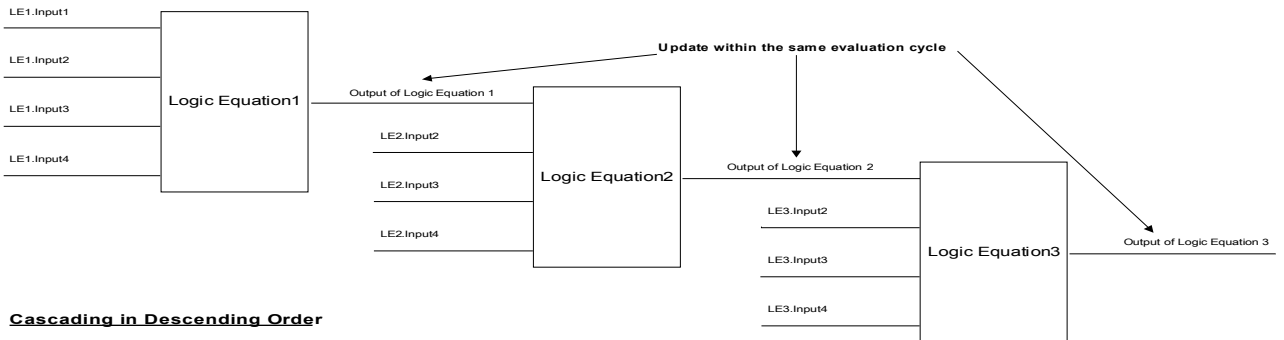 LE1.Input1
LE1.Input2
LE1.Input3
LE1.Input4
Logic Equation1
Update within the same evaluation cycle
Output of Logic Equation 1
LE2.Input2
LE2.Input3
LE2.Input4
Logic Equation2
Output of Logic Equation 2
LE3.Input2
LE3.Input3
LE3.Input4
Logic Equation3
Output of Logic Equation 3
Cascading in Descending Order